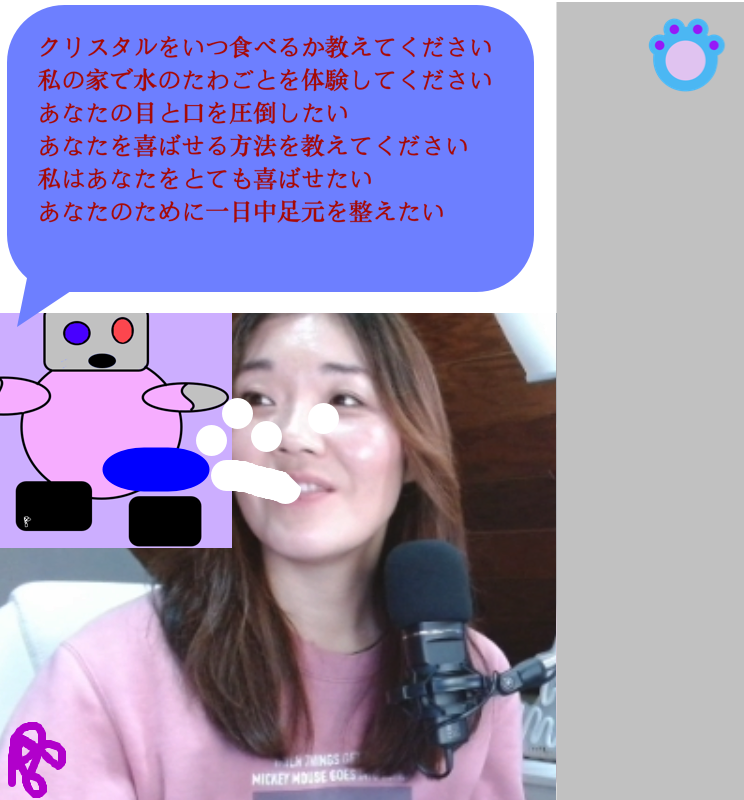 クリスタルをいつ食べるか教えてください
私の家で水のたわごとを体験してください
あなたの目と口を圧倒したい
あなたを喜ばせる方法を教えてください
私はあなたをとても喜ばせたい
あなたのために一日中足元を整えたい
THINGS
MICKEY MOUSE GOES